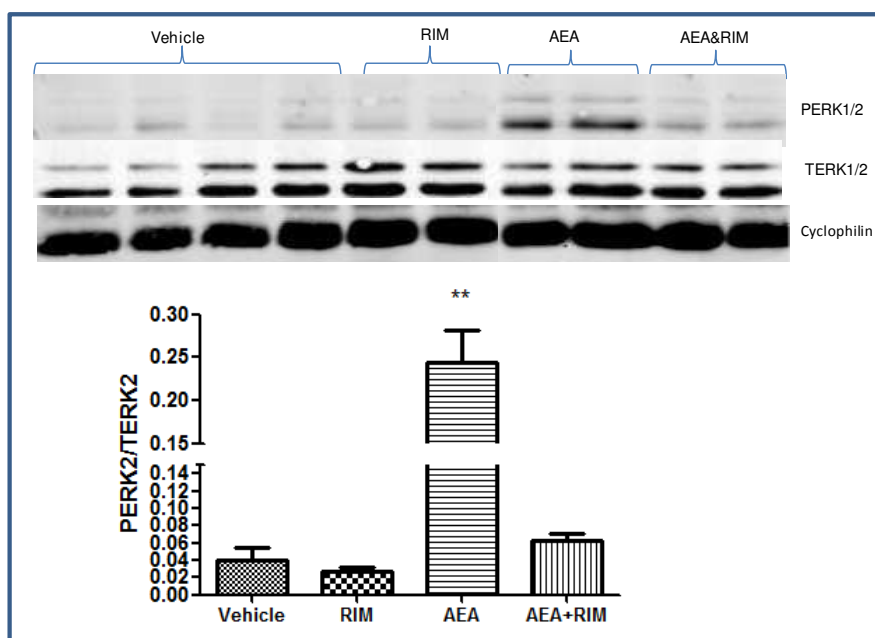 Vehicle RIM AEA AEA&RIM
PERK1/2
TERK1/2
Cyclophilin
**
0.30
0.25
0.20
0.15
0.14
0.12
0.10
0.08
0.06
0.04
0.02
0.00
PERK2/TERK2
Vehicle RIM AEA AEA+RIM